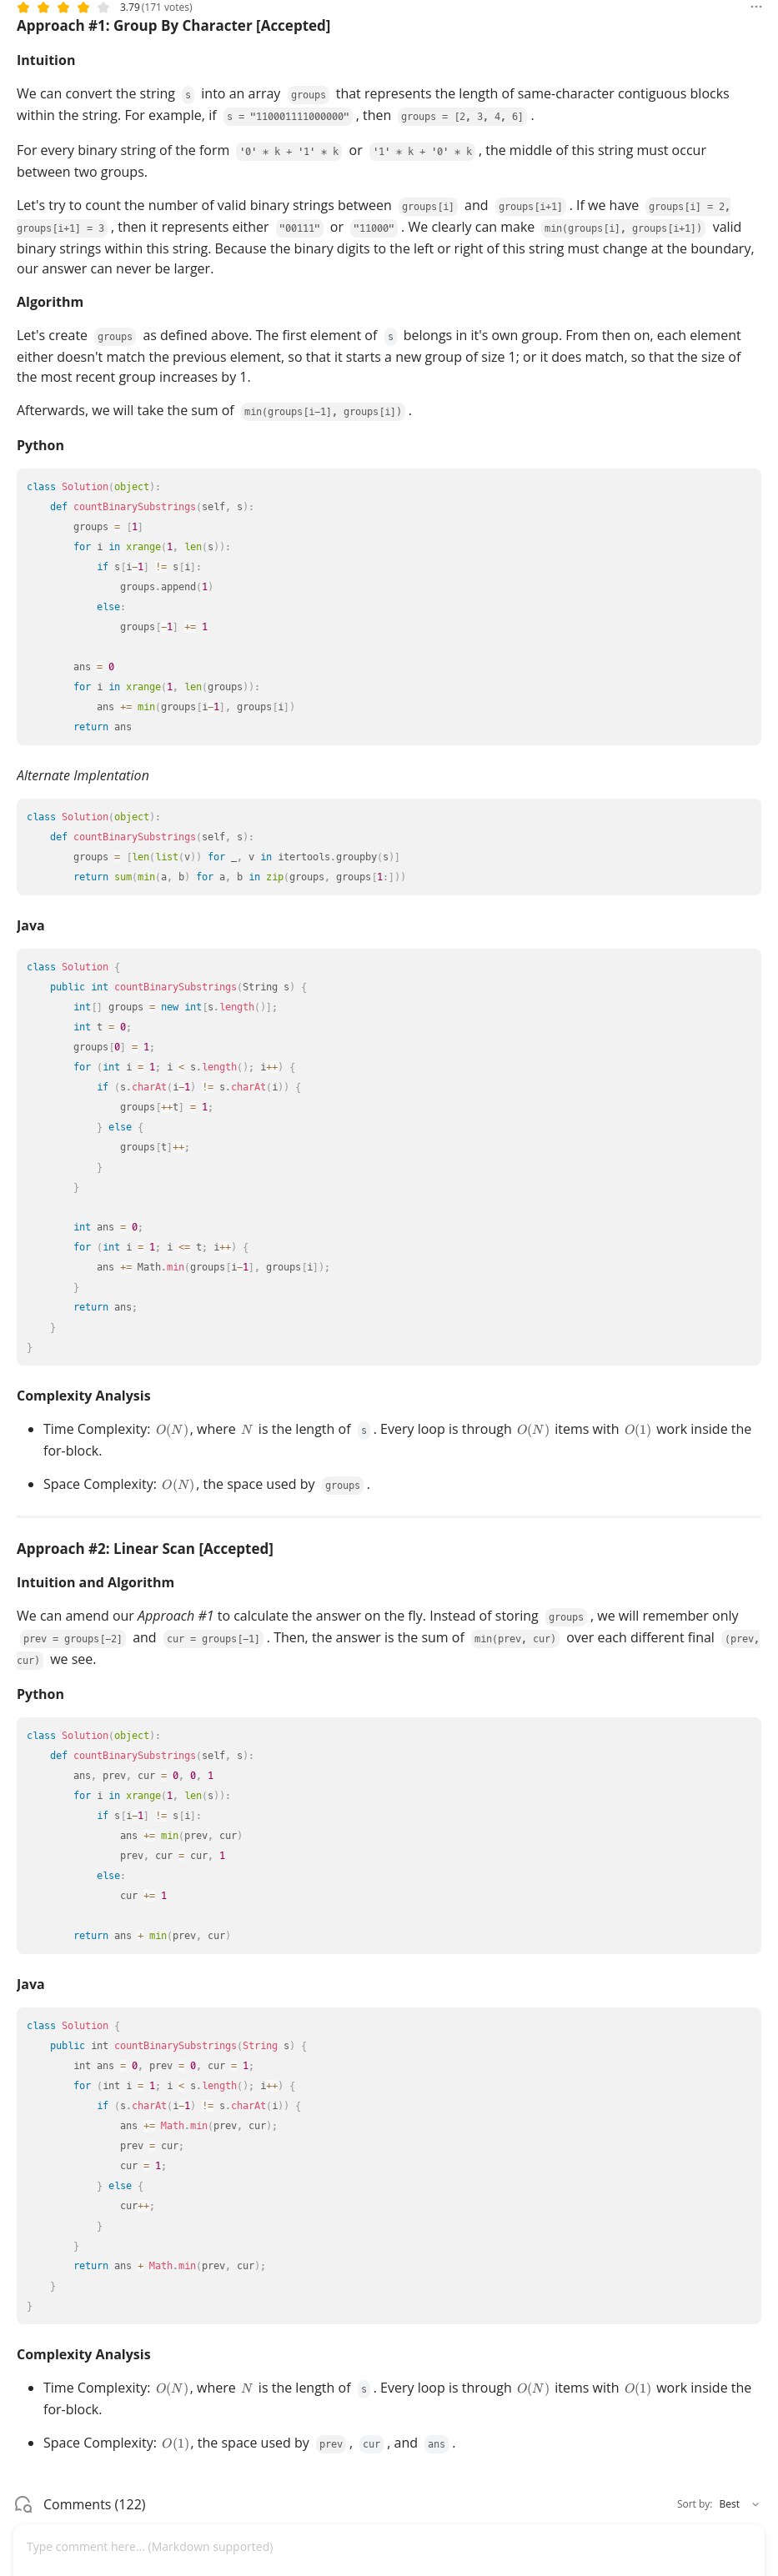 3.79 (171 votes)
Approach #1: Group By Character [Accepted]
Intuition
We can convert the string s into an array groups that represents the length of same-character contiguous blocks
within the string. For example, if s = "110001111000000" , then groups = [2, 3, 4, 6] .
For every binary string of the form '0' * k + '1' * k or '1' * k + '0' * k , the middle of this string must occur
between two groups.
Let's try to count the number of valid binary strings between groups[i] and groups[i+1] . If we have groups[i] = 2,
groups[i+1] = 3 , then it represents either "00111" or "11000" . We clearly can make min(groups[i], groups[i+1]) valid
binary strings within this string. Because the binary digits to the left or right of this string must change at the boundary,
our answer can never be larger.
Algorithm
Let's create groups as defined above. The first element of s belongs in it's own group. From then on, each element
either doesn't match the previous element, so that it starts a new group of size 1; or it does match, so that the size of
the most recent group increases by 1.
Afterwards, we will take the sum of min(groups[i-1], groups[i]) .
Python
class Solution(object):
    def countBinarySubstrings(self, s):
        groups = [1]
        for i in xrange(1, len(s)):
            if s[i-1] != s[i]:
                groups.append(1)
            else:
                groups[-1] += 1

        ans = 0
        for i in xrange(1, len(groups)):
            ans += min(groups[i-1], groups[i])
        return ans
Alternate Implentation
class Solution(object):
    def countBinarySubstrings(self, s):
        groups = [len(list(v)) for _, v in itertools.groupby(s)]
        return sum(min(a, b) for a, b in zip(groups, groups[1:]))
Java
class Solution {
    public int countBinarySubstrings(String s) {
        int[] groups = new int[s.length()];
        int t = 0;
        groups[0] = 1;
        for (int i = 1; i < s.length(); i++) {
            if (s.charAt(i-1) != s.charAt(i)) {
                groups[++t] = 1;
            } else {
                groups[t]++;
            }
        }

        int ans = 0;
        for (int i = 1; i <= t; i++) {
            ans += Math.min(groups[i-1], groups[i]);
        }
        return ans;
    }
}
Complexity Analysis
• Time Complexity: O(N), where N is the length of s . Every loop is through O(N) items with O(1) work inside the
for-block.
• Space Complexity: O(N), the space used by groups .
Approach #2: Linear Scan [Accepted]
Intuition and Algorithm
We can amend our Approach #1 to calculate the answer on the fly. Instead of storing groups , we will remember only
prev = groups[-2] and cur = groups[-1] . Then, the answer is the sum of min(prev, cur) over each different final (prev,
cur) we see.
Python
class Solution(object):
    def countBinarySubstrings(self, s):
        ans, prev, cur = 0, 0, 1
        for i in xrange(1, len(s)):
            if s[i-1] != s[i]:
                ans += min(prev, cur)
                prev, cur = cur, 1
            else:
                cur += 1

        return ans + min(prev, cur)
Java
class Solution {
    public int countBinarySubstrings(String s) {
        int ans = 0, prev = 0, cur = 1;
        for (int i = 1; i < s.length(); i++) {
            if (s.charAt(i-1) != s.charAt(i)) {
                ans += Math.min(prev, cur);
                prev = cur;
                cur = 1;
            } else {
                cur++;
            }
        }
        return ans + Math.min(prev, cur);
    }
}
Complexity Analysis
• Time Complexity: O(N), where N is the length of s . Every loop is through O(N) items with O(1) work inside the
for-block.
• Space Complexity: O(1), the space used by prev , cur , and ans .
Comments (122) Sort by: Best
Type comment here... (Markdown supported)